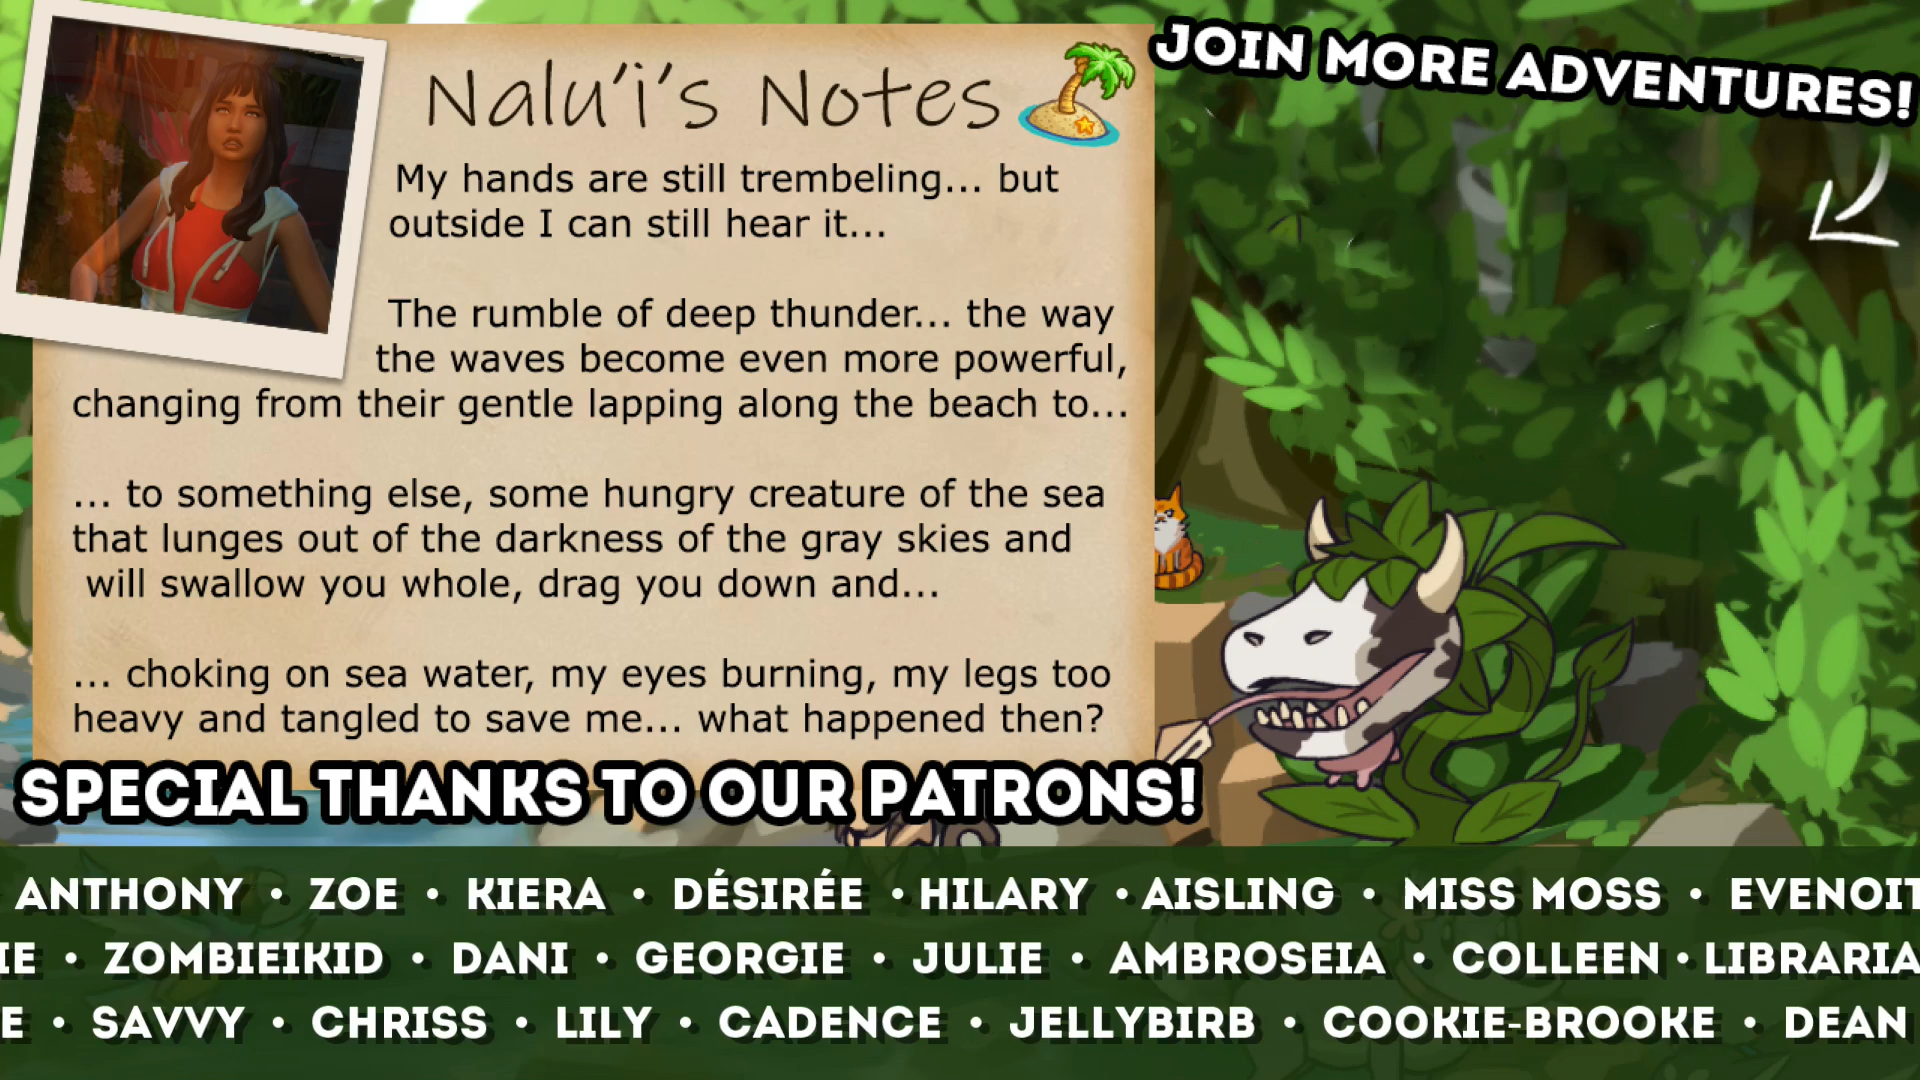 Nalu'i's Notes
JOIN MORE ADVENTURES!
My hands are still trembeling... but
outside I can still hear it...
The rumble of deep thunder... the way
the waves become even more powerful,
changing from their gentle lapping along the beach to...
... to something else, some hungry creature of the sea
that lunges out of the darkness of the gray skies and
will swallow you whole, drag you down and...
... choking on sea water, my eyes burning, my legs too
heavy and tangled to save me... what happened then?
SPECIAL THANKS TO OUR PATRONS!
ANTHONY • ZOE • KIERA • DÉSIRÉE • HILARY • AISLING • MISS MOSS • EVENOIT
IE • ZOMBIEIKID • DANI • GEORGIE • JULIE • AMBROSEIA • COLLEEN • LIBRARIA
E • SAVVY • CHRISS • LILY • CADENCE • JELLYBIRB • COOKIE-BROOKE • DEAN